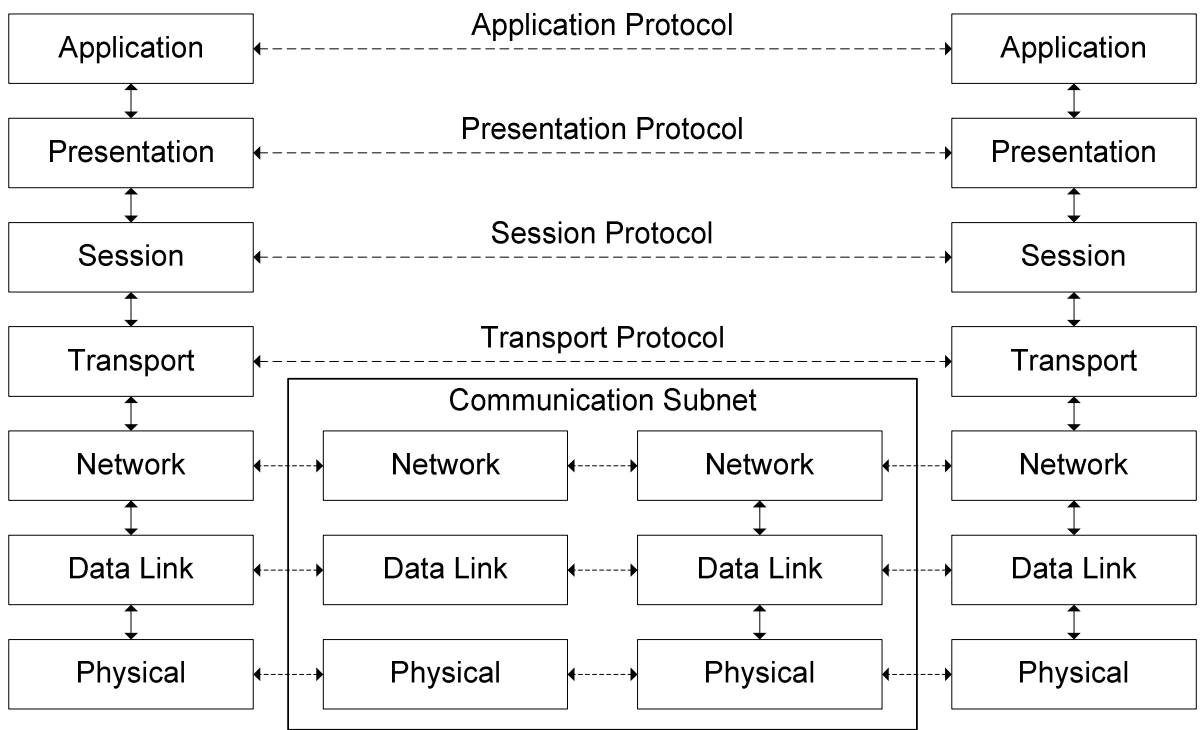 Application
Application Protocol
Application
Presentation
Presentation Protocol
Presentation
Session
Session Protocol
Session
Transport
Transport Protocol
Transport
Communication Subnet
Network
Network
Network
Network
Data Link
Data Link
Data Link
Data Link
Physical
Physical
Physical
Physical